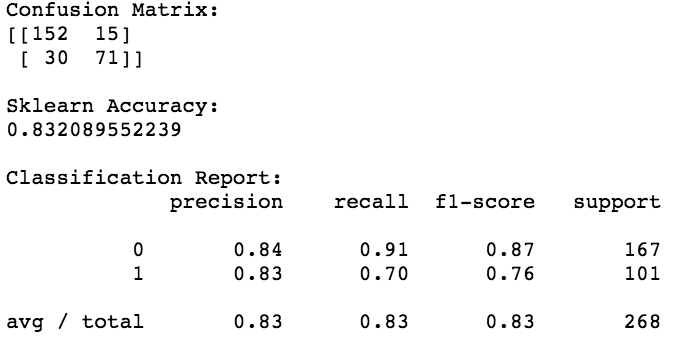 Confusion Matrix:
[[152  15]
 [ 30  71]]
Sklearn Accuracy:
0.832089552239
Classification Report:
             precision    recall  f1-score   support
          0       0.84      0.91      0.87       167
          1       0.83      0.70      0.76       101
avg / total       0.83      0.83      0.83       268